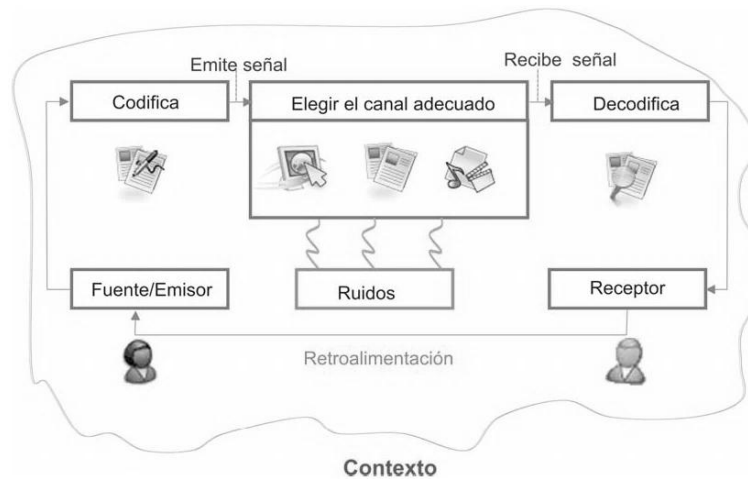 Emite señal
Recibe señal
Codifica
Elegir el canal adecuado
Decodifica
Fuente/Emisor
Ruidos
Receptor
Retroalimentación
Contexto